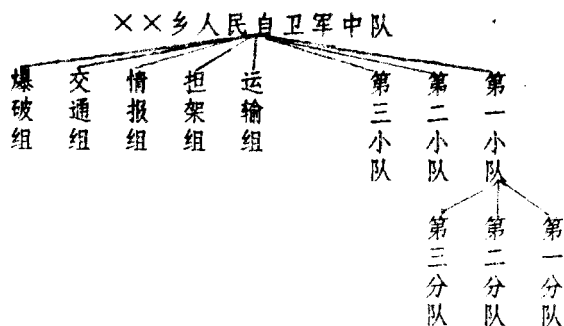 ××乡人民自卫军中队
第一小队
第二小队
第三小队
运输组
担架组
情报组
交通组
爆破组
第一分队
第二分队
第三分队